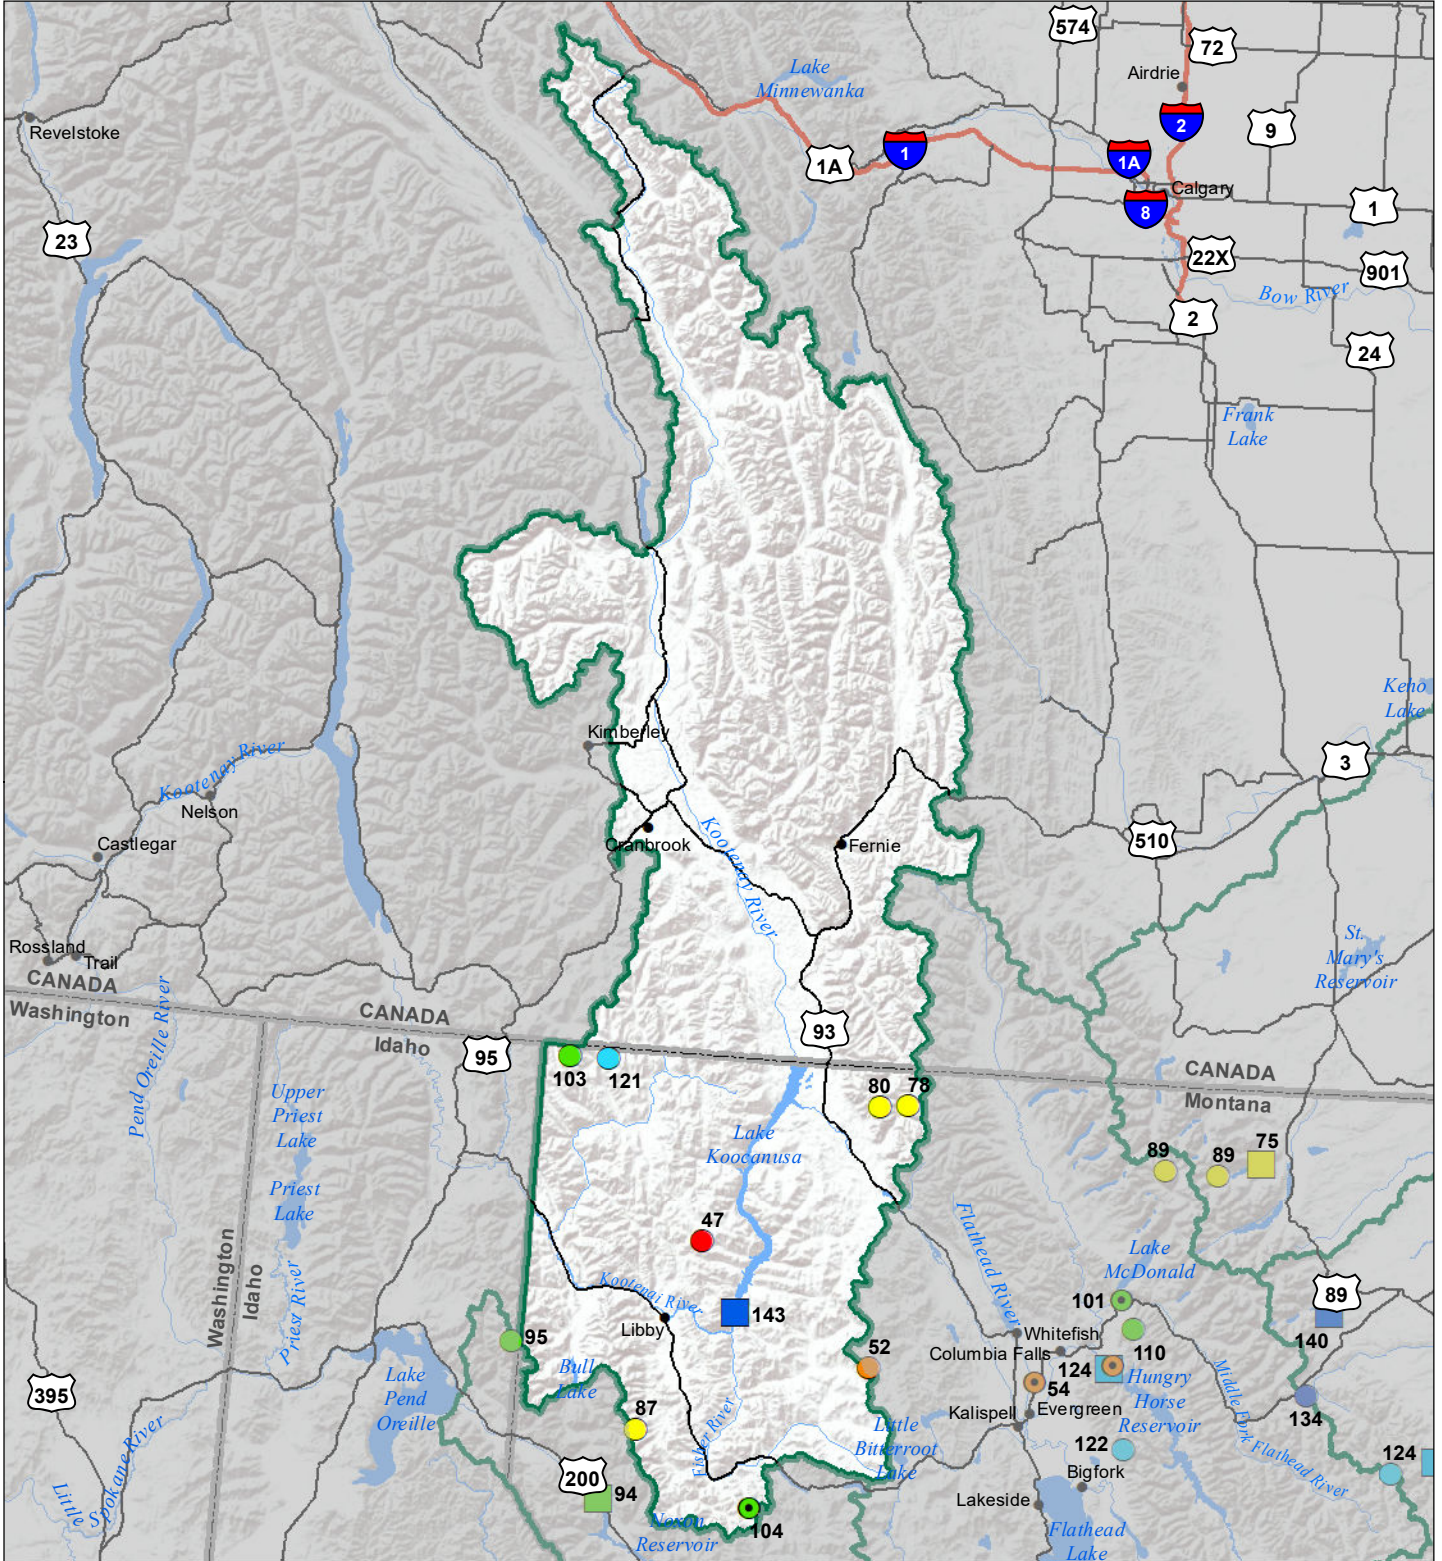 574
72
Airdrie
Lake
Minnewanka
2
9
Revelstoke
1
1A
1A
Calgary
8
1
23
22X
901
Bow River
2
24
Frank
Lake
Keho
Lake
Kimberley
3
Kootenay River
Nelson
Castlegar
Cranbrook
Kootenay River
Fernie
510
Rossland
Trail
St.
Mary's
Reservoir
CANADA
Washington
Pend Oreille River
CANADA
Idaho
95
93
103
121
CANADA
Montana
80
78
Upper
Priest
Lake
Lake
Koocanusa
89
89
75
Priest
Lake
47
Flathead River
Lake
McDonald
Washington
Idaho
Priest River
Kootenai River
101
89
143
Libby
Whitefish
110
140
95
Columbia Falls
52
124
Bull
Lake
Lake
Pend
Oreille
54
Hungry
Horse
Reservoir
Middle Fork Flathead River
395
87
Kalispell
Evergreen
134
Little
Bitterroot
Lake
Fisher River
122
124
Little Spokane River
200
94
Bigfork
Lakeside
104
Noxon
Reservoir
Flathead
Lake